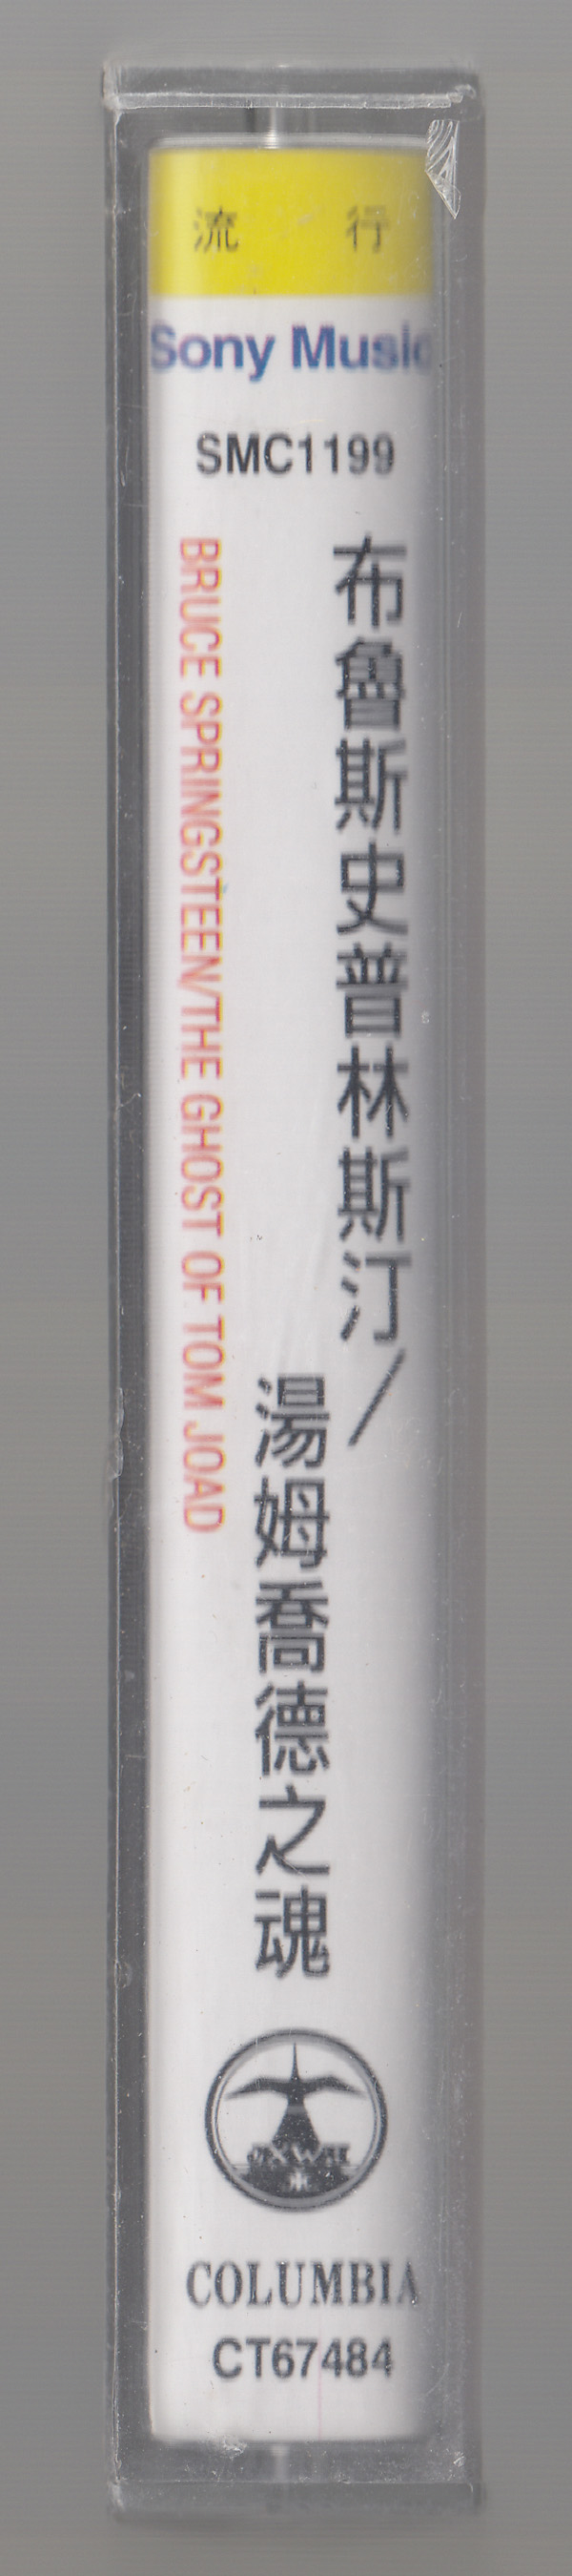 流 行
Sony Music
SMC1199
布魯斯史普林斯汀/
湯姆喬德之魂
BRUCE SPRINGSTEEN/THE GHOST OF TOM JOAD
COLUMBIA
CT67484